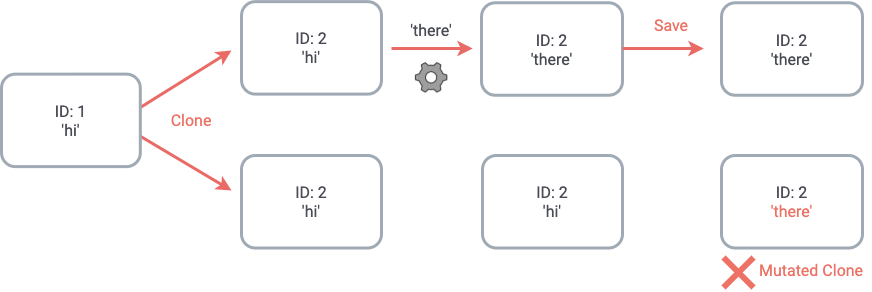 ID: 1
'hi'
Clone
ID: 2
'hi'
'there'
ID: 2
'there'
Save
ID: 2
'there'
ID: 2
'hi'
ID: 2
'hi'
ID: 2
'there'
Mutated Clone